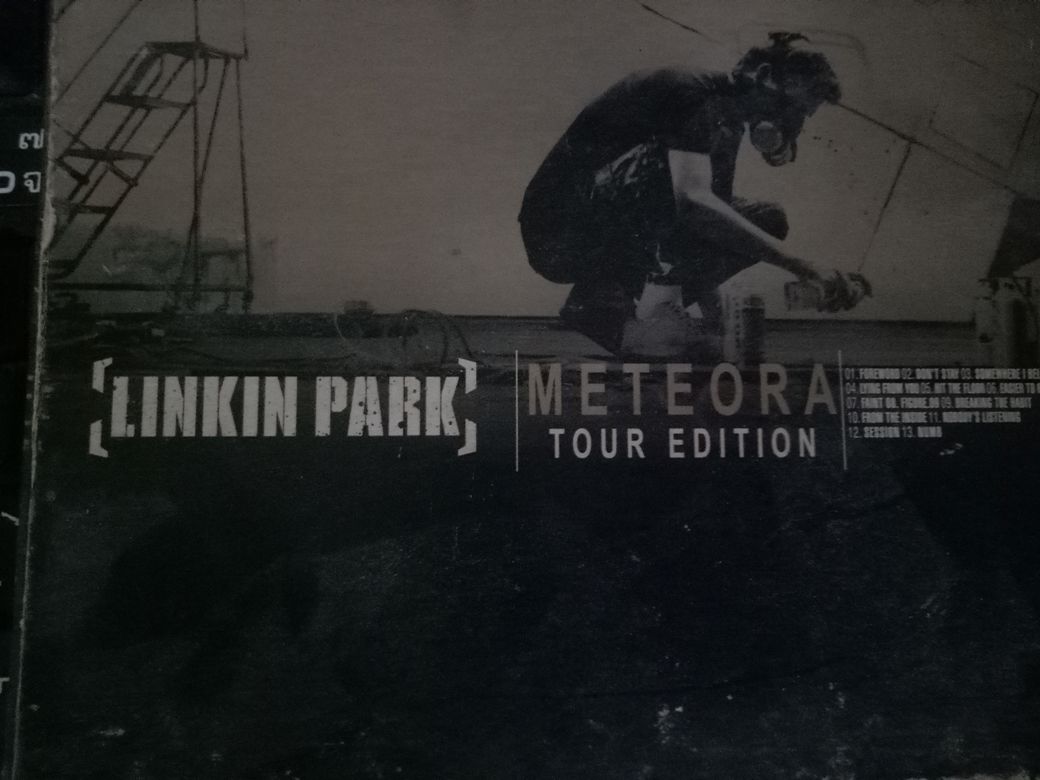 ๗
จ
[LINKIN PARK]
METEORA
TOUR EDITION
01. FOREWORD 02. DON'T STAY 03. SOMEWHERE I BEL
04. LYING FROM YOU 05. HIT THE FLOOR 06. EASIER TO R
07. FAINT 08. FIGURE.09 09. BREAKING THE HABIT
10. FROM THE INSIDE 11. NOBODY'S LISTENING
12. SESSION 13. NUMB